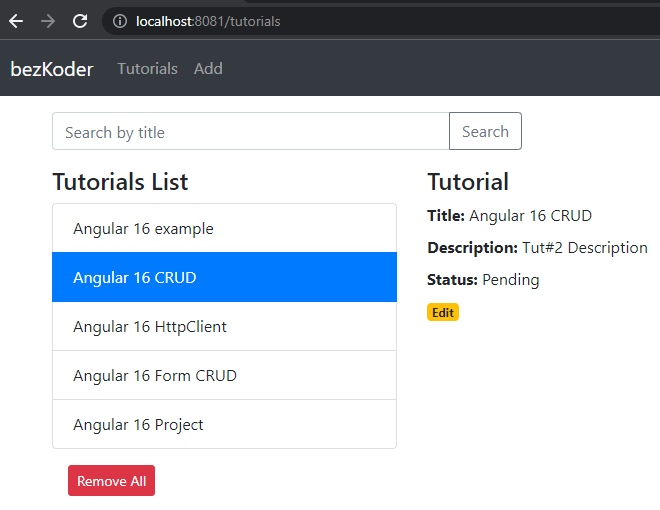 localhost:8081/tutorials
bezKoder Tutorials Add
Search by title Search
Tutorials List
Angular 16 example
Angular 16 CRUD
Angular 16 HttpClient
Angular 16 Form CRUD
Angular 16 Project
Remove All
Tutorial
Title: Angular 16 CRUD
Description: Tut#2 Description
Status: Pending
Edit